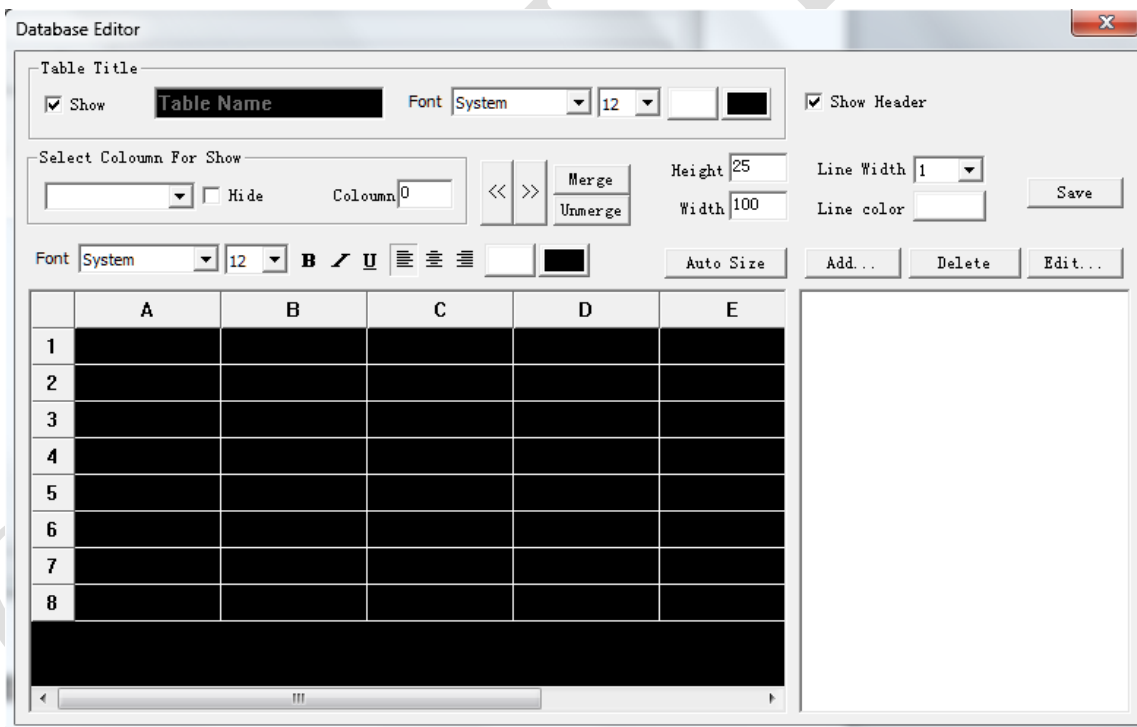 Database Editor
Table Title
Show Table Name Font System 12 Show Header
Select Coloumn For Show
Hide Coloumn 0 << >> Merge Unmerge Height 25 Width 100 Line Width 1 Line color Save
Font System 12 B I U Auto Size Add... Delete Edit...
A B C D E
1
2
3
4
5
6
7
8